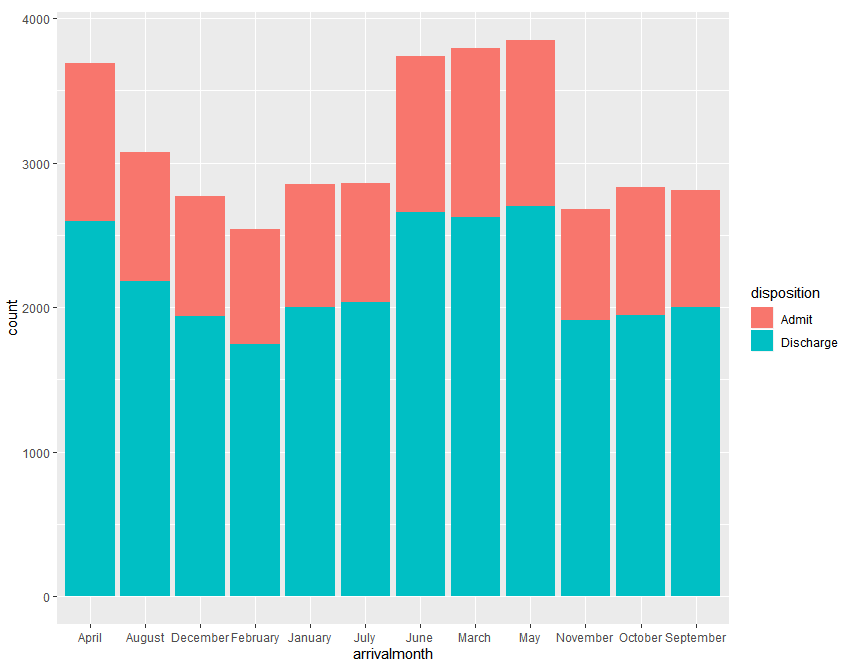 4000
3000
2000
1000
0
count
April August December February January July June March May November October September
arrivalmonth
disposition
Admit
Discharge